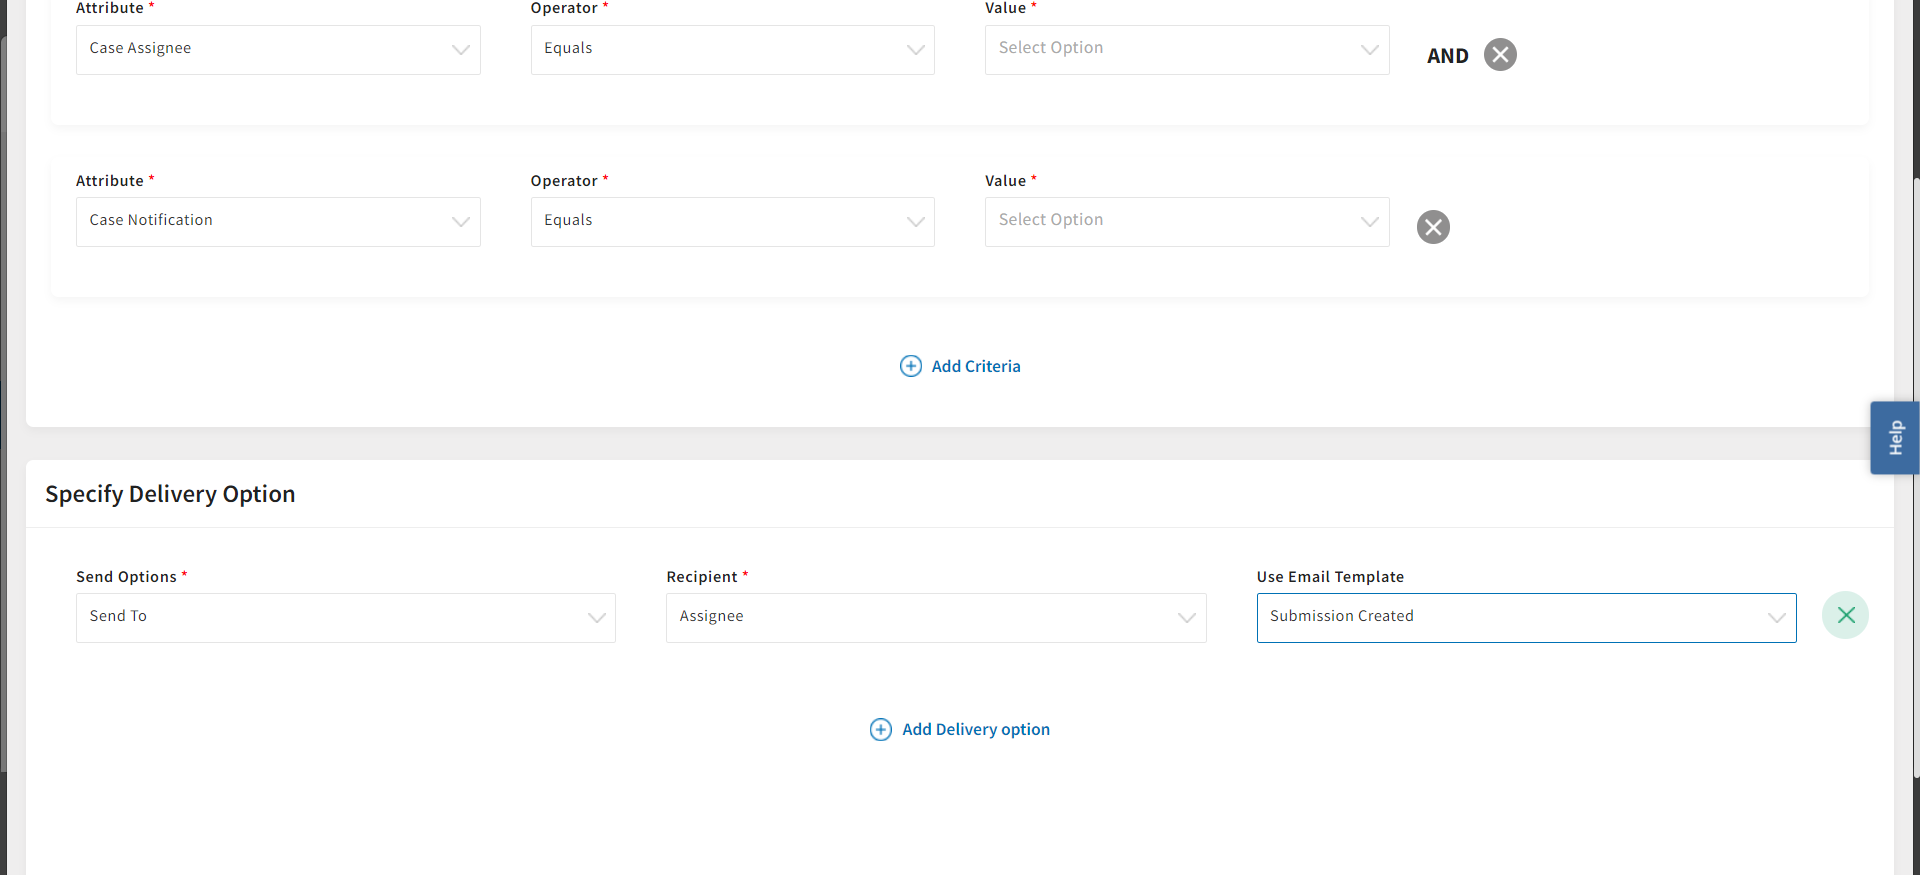 Attribute * Operator * Value *
Case Assignee Equals Select Option AND
Attribute * Operator * Value *
Case Notification Equals Select Option
Add Criteria
Help
Specify Delivery Option
Send Options * Recipient * Use Email Template
Send To Assignee Submission Created
Add Delivery option